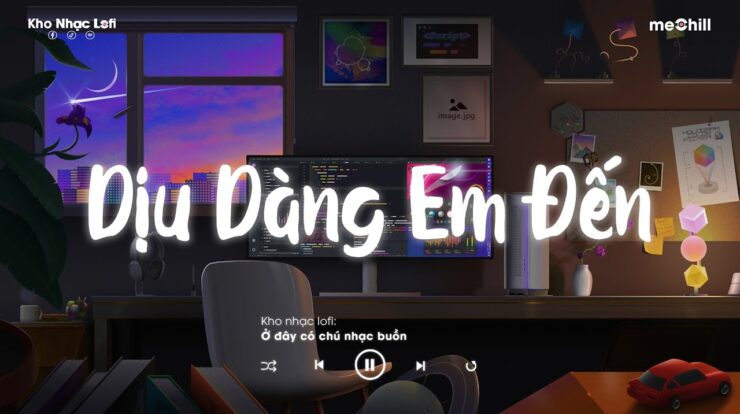 Kho Nhạc Lofi
meChill
<Script>
image.jpg
Dịu Dàng Em Đến
Kho nhạc lofi:
Ở đây có chú nhạc buồn